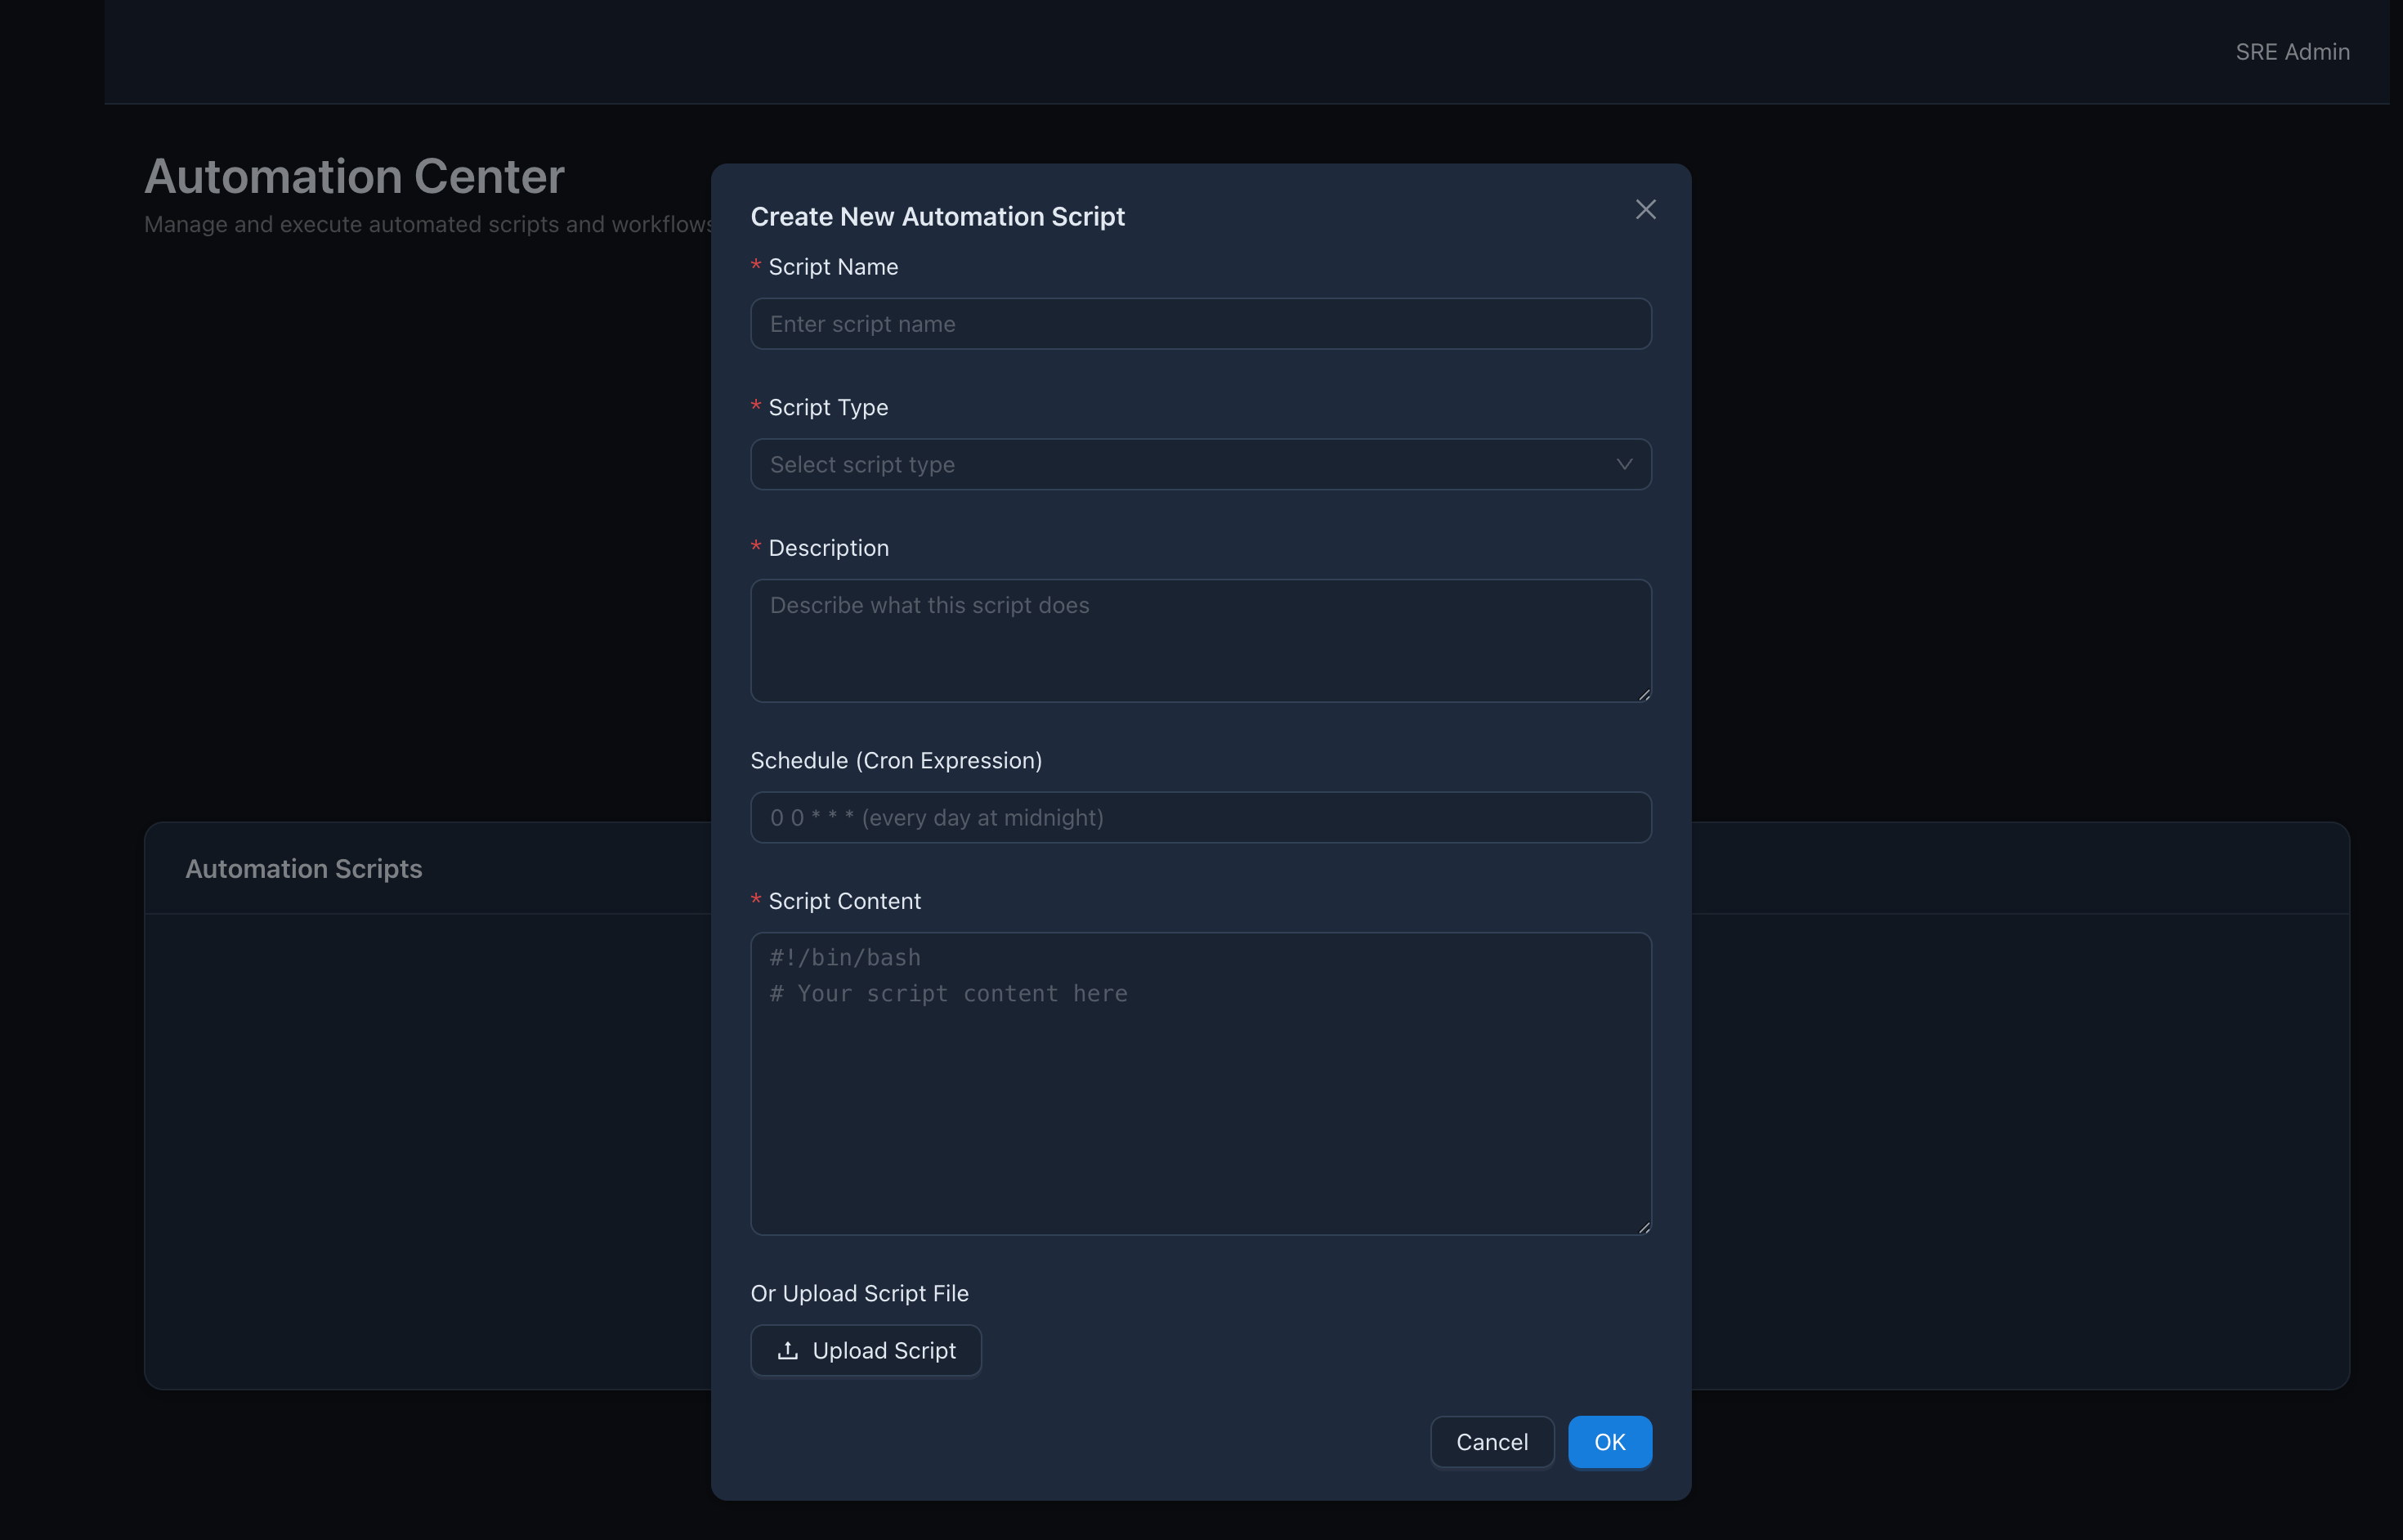 SRE Admin
Automation Center
Manage and execute automated scripts and workflows
Create New Automation Script
* Script Name
Enter script name
* Script Type
Select script type
* Description
Describe what this script does
Schedule (Cron Expression)
0 0 * * * (every day at midnight)
Automation Scripts
* Script Content
#!/bin/bash
# Your script content here
Or Upload Script File
Upload Script
Cancel
OK